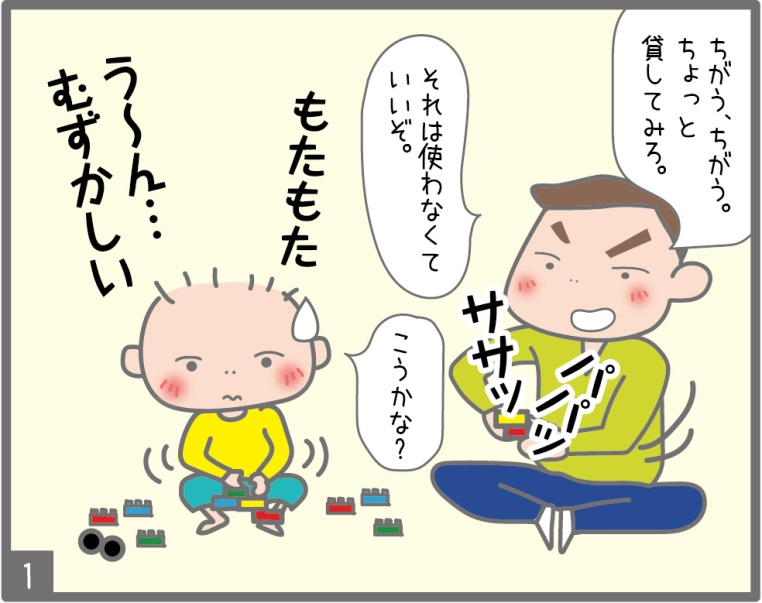 ちがう、ちがう。
ちょっと
貸してみろ。
それは使わなくて
いいぞ。
ササッ
パパパッ
こうかな?
もたもた
う〜ん…
むずかしい
1